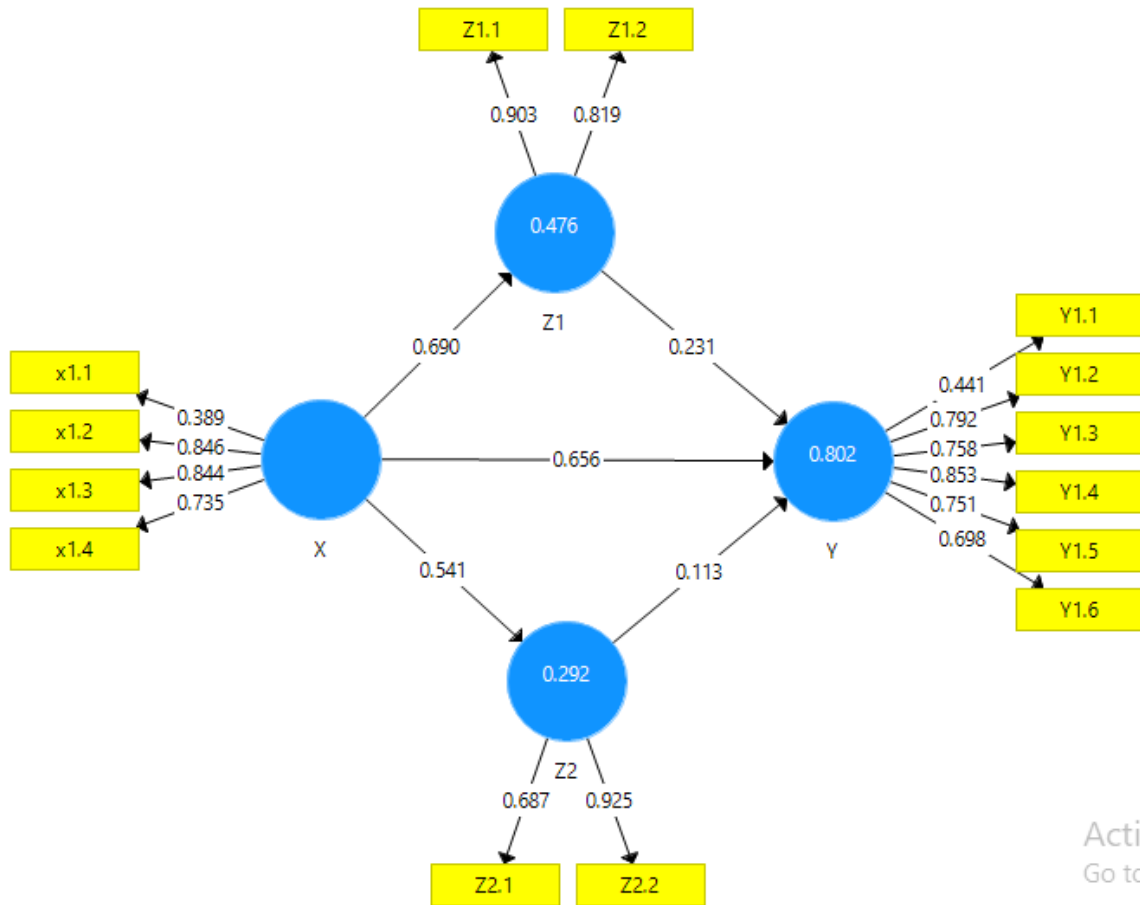 Z1.1 Z1.2
0.903 0.819
0.476
Z1
0.690 0.231
x1.1
x1.2
x1.3
x1.4
0.389
0.846
0.844
0.735
X
0.656
0.802
Y
Y1.1
Y1.2
Y1.3
Y1.4
Y1.5
Y1.6
0.441
0.792
0.758
0.853
0.751
0.698
0.541 0.113
0.292
Z2
0.687 0.925
Z2.1 Z2.2
Acti
Go to